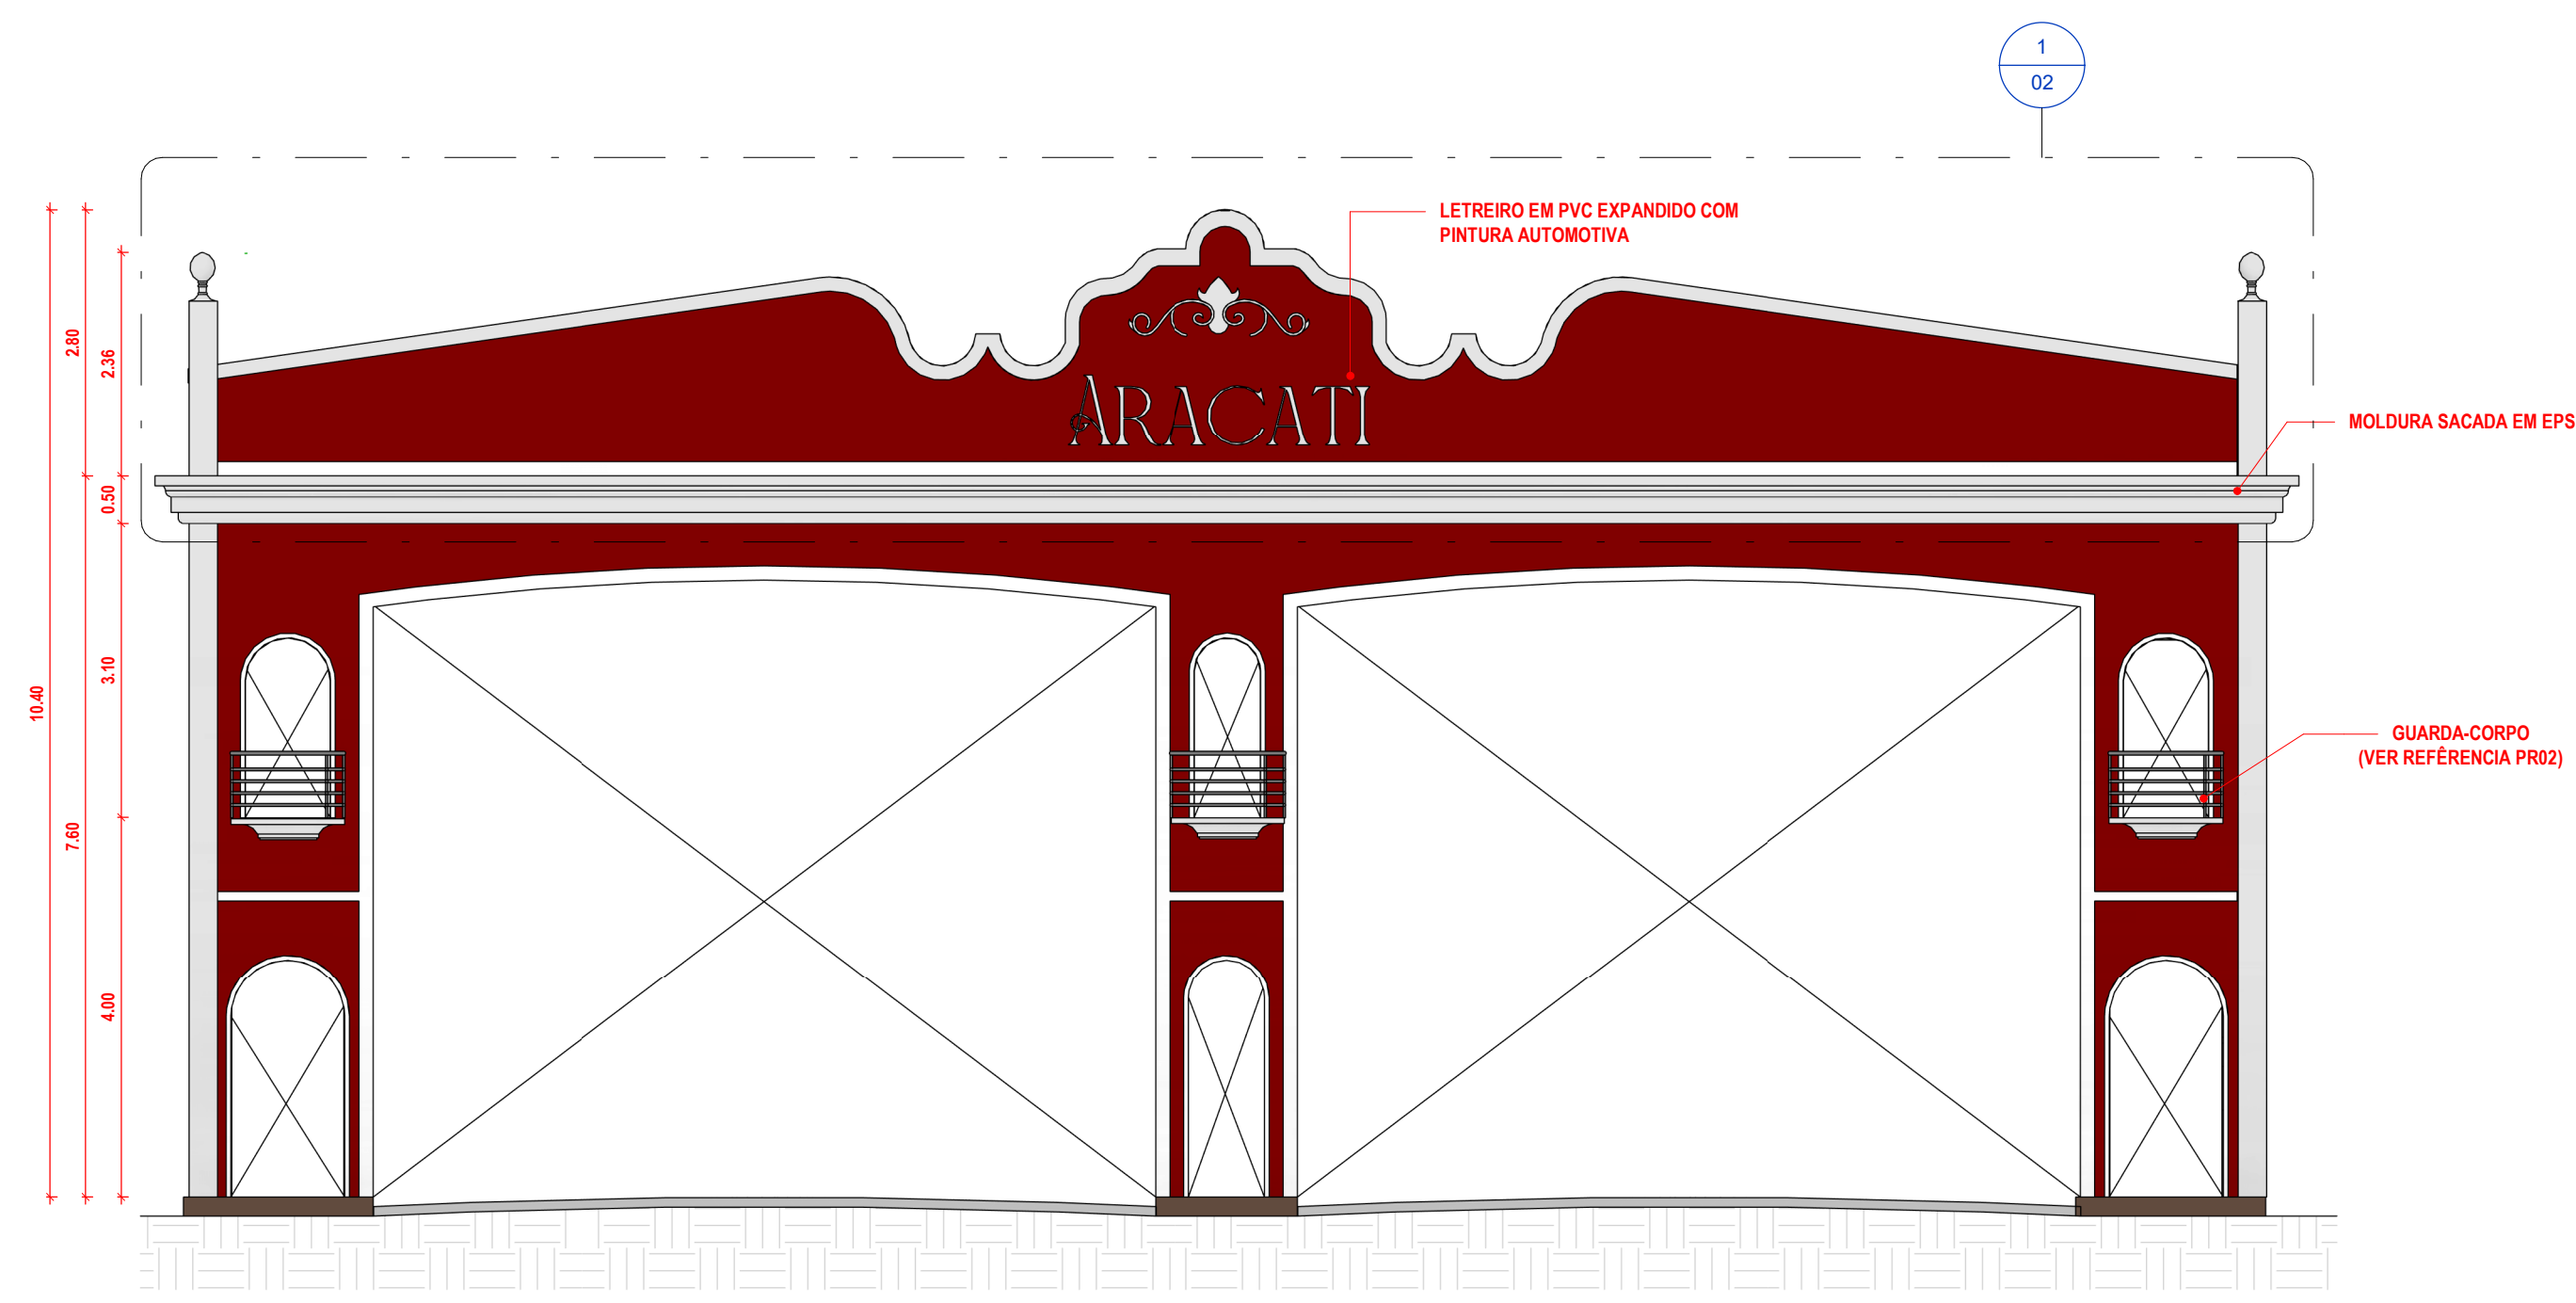 1
02
LETREIRO EM PVC EXPANDIDO COM
PINTURA AUTOMOTIVA
2.80
2.36
ARACATI
MOLDURA SACADA EM EPS
0.50
3.10
10.40
GUARDA-CORPO
(VER REFÊRENCIA PR02)
7.60
4.00